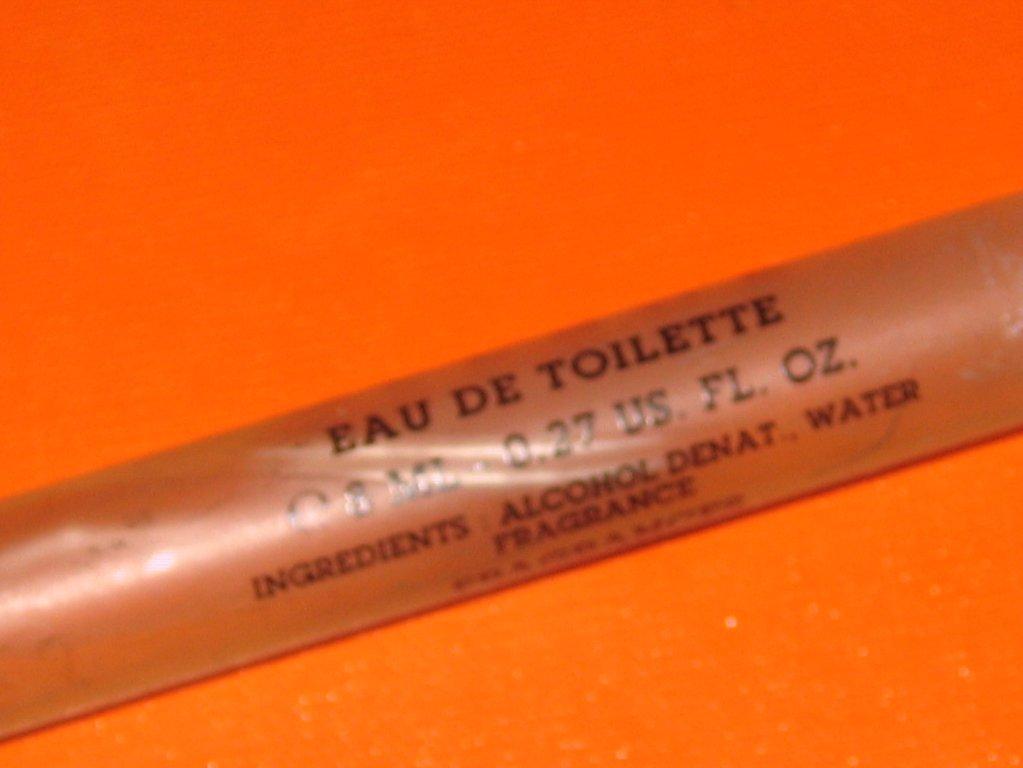 EAU DE TOILETTE
8 ML - 0.27 US. FL. OZ.
INGREDIENTS : ALCOHOL DENAT., WATER
FRAGRANCE